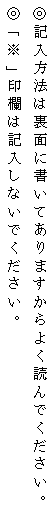 ◎記入方法は裏面に書いてありますからよく読んでください。
◎「※」印欄は記入しないでください。